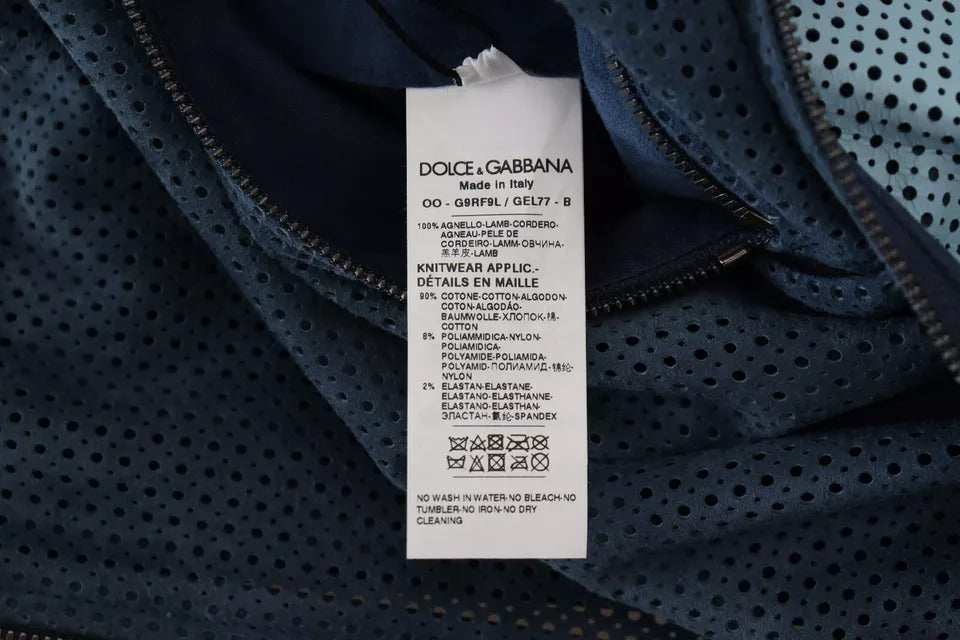 DOLCE & GABBANA
Made in Italy
OO - G9RF9L / GEL77 - B
100% AGNELLO-LAMB-CORDERO-
AGNEAU-PELE DE
CORDEIRO-LAMM-ОВЧИНА-
羔羊皮-LAMB
KNITWEAR APPLIC.-
DÉTAILS EN MAILLE
90% COTONE-COTTON-ALGODON-
COTON-ALGODÃO-
BAUMWOLLE-ХЛОПОК-棉-
COTTON
8% POLIAMMIDICA-NYLON-
POLIAMIDICA-
POLYAMIDE-POLIAMIDA-
POLYAMID-ПОЛИАМИД-锦纶-
NYLON
2% ELASTAN-ELASTANE-
ELASTANO-ELASTHANNE-
ELASTANO-ELASTHAN-
ЭЛАСТАН-氨纶-SPANDEX
NO WASH IN WATER-NO BLEACH-NO
TUMBLER-NO IRON-NO DRY
CLEANING